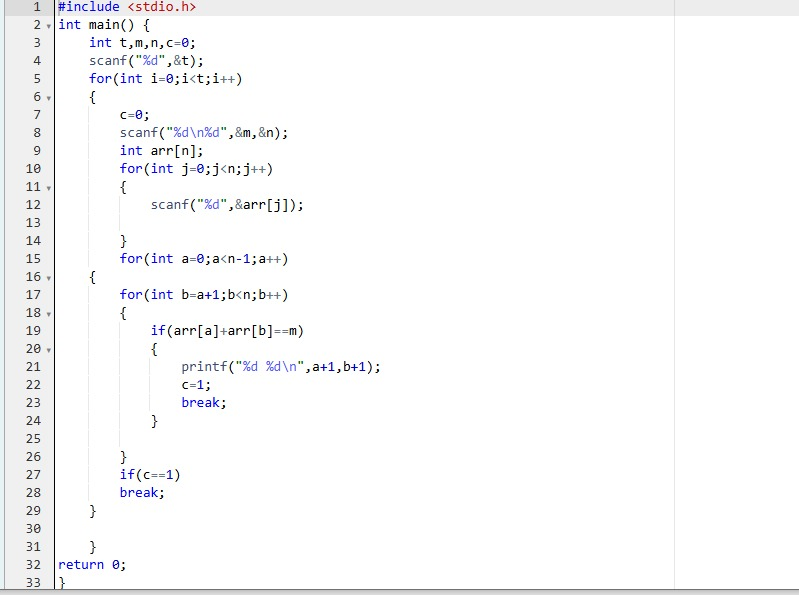 1 #include <stdio.h>
2 int main() {
3     int t,m,n,c=0;
4     scanf("%d",&t);
5     for(int i=0;i<t;i++)
6     {
7         c=0;
8         scanf("%d\n%d",&m,&n);
9         int arr[n];
10         for(int j=0;j<n;j++)
11         {
12             scanf("%d",&arr[j]);
13
14         }
15         for(int a=0;a<n-1;a++)
16     {
17         for(int b=a+1;b<n;b++)
18         {
19             if(arr[a]+arr[b]==m)
20             {
21                 printf("%d %d\n",a+1,b+1);
22                 c=1;
23                 break;
24             }
25
26         }
27         if(c==1)
28         break;
29     }
30
31     }
32 return 0;
33 }